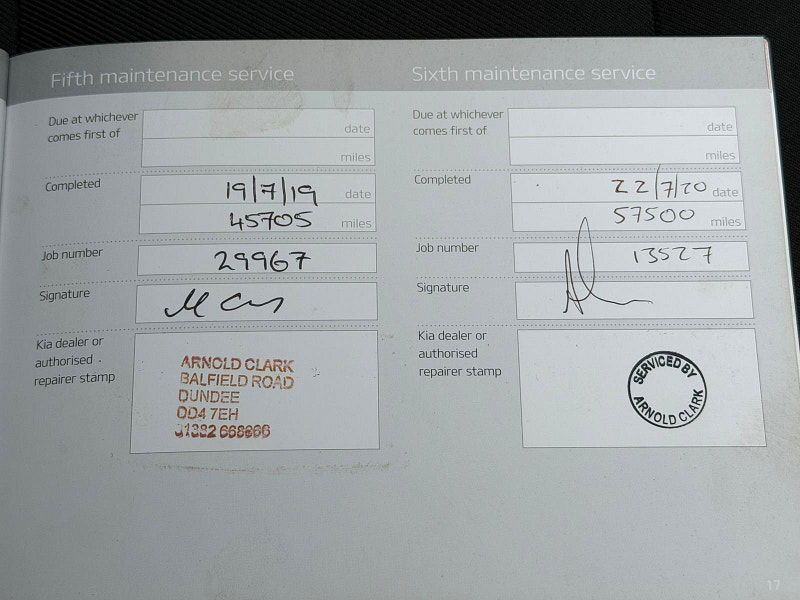 Fifth maintenance service
Due at whichever
comes first of
date
miles
Completed
19/7/19 date
45705 miles
Job number
29967
Signature
Kia dealer or
authorised
repairer stamp
ARNOLD CLARK
BALFIELD ROAD
DUNDEE
DD4 7EH
Sixth maintenance service
Due at whichever
comes first of
date
miles
Completed
22/7/20 date
57500 miles
Job number
13527
Signature
Kia dealer or
authorised
repairer stamp
SERVICED BY
ARNOLD CLARK
17